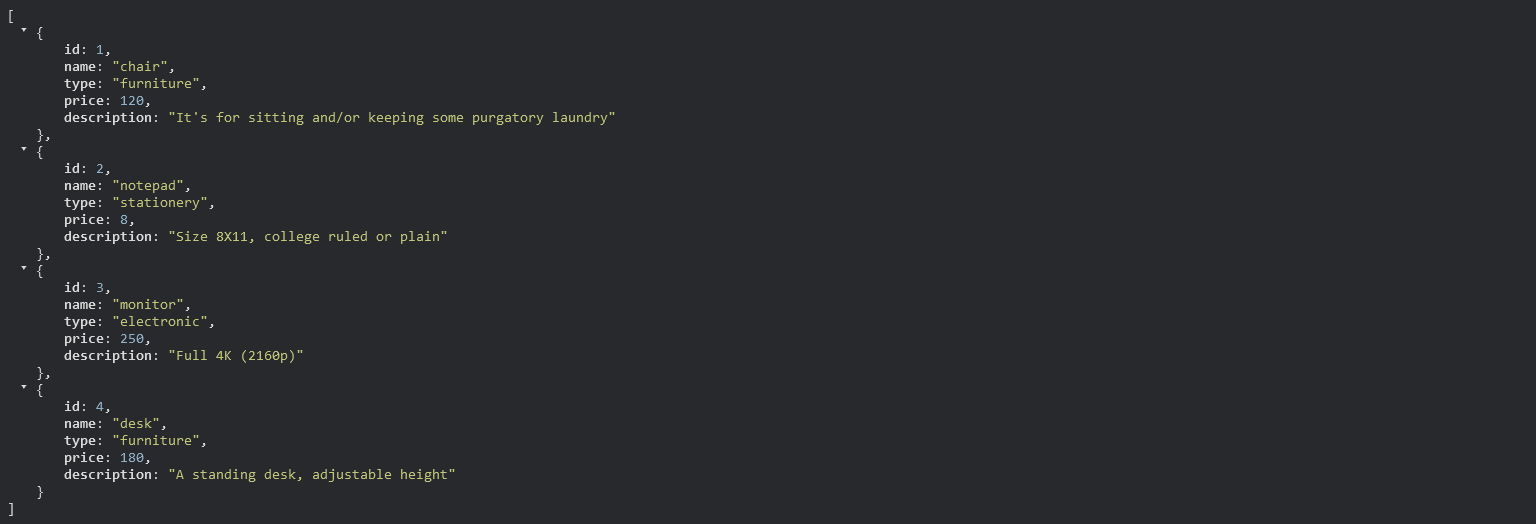 [
{
id: 1,
name: "chair",
type: "furniture",
price: 120,
description: "It's for sitting and/or keeping some purgatory laundry"
},
{
id: 2,
name: "notepad",
type: "stationery",
price: 8,
description: "Size 8X11, college ruled or plain"
},
{
id: 3,
name: "monitor",
type: "electronic",
price: 250,
description: "Full 4K (2160p)"
},
{
id: 4,
name: "desk",
type: "furniture",
price: 180,
description: "A standing desk, adjustable height"
}
]